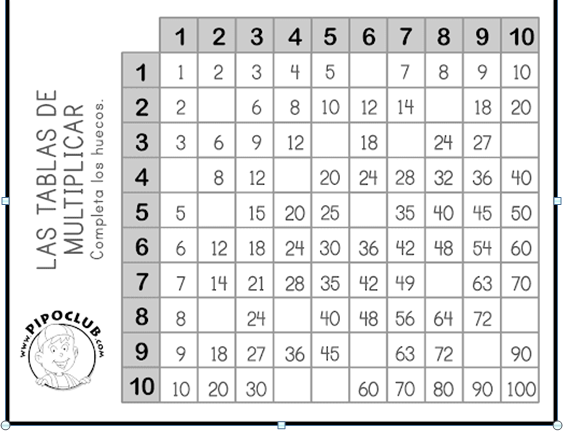 LAS TABLAS DE
MULTIPLICAR
Completa los huecos.
www.PIPOCLUB.COM
1 2 3 4 5 6 7 8 9 10
1 1 2 3 4 5 7 8 9 10
2 2 6 8 10 12 14 18 20
3 3 6 9 12 18 24 27
4 8 12 20 24 28 32 36 40
5 5 15 20 25 35 40 45 50
6 6 12 18 24 30 36 42 48 54 60
7 7 14 21 28 35 42 49 63 70
8 8 24 40 48 56 64 72
9 9 18 27 36 45 63 72 90
10 10 20 30 60 70 80 90 100